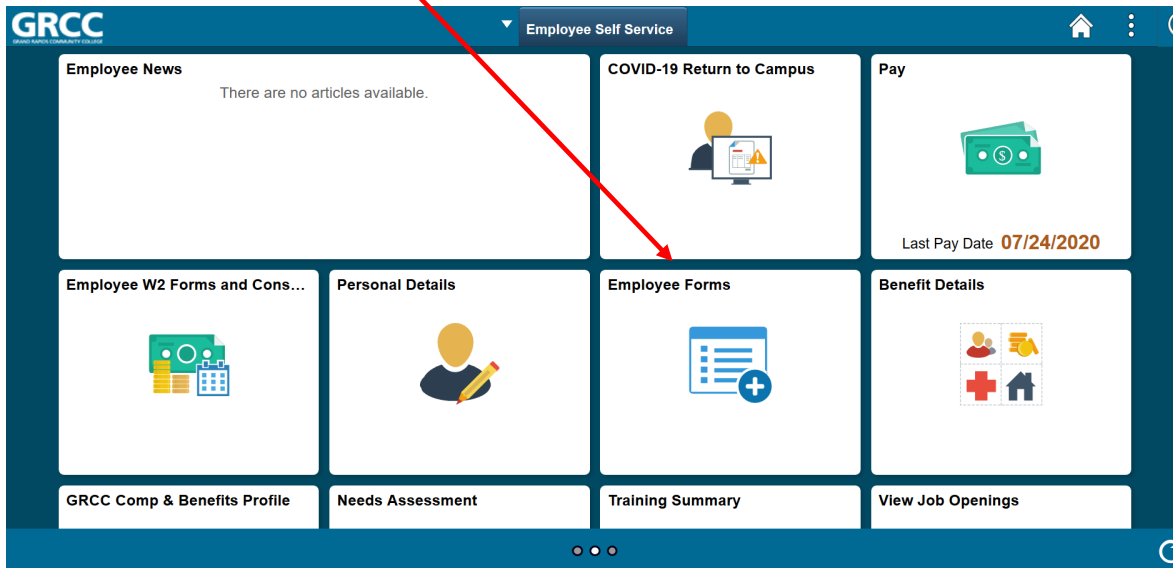 GRCC
GRAND RAPIDS COMMUNITY COLLEGE
Employee Self Service
Employee News
There are no articles available.
COVID-19 Return to Campus
Pay
Last Pay Date 07/24/2020
Employee W2 Forms and Cons...
Personal Details
Employee Forms
Benefit Details
GRCC Comp & Benefits Profile
Needs Assessment
Training Summary
View Job Openings